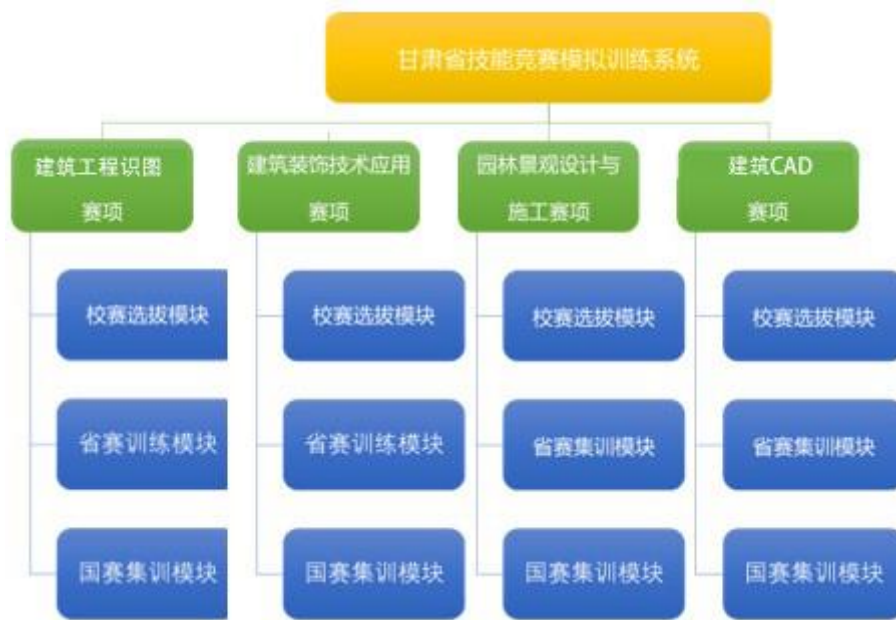 甘肃省技能竞赛模拟训练系统
建筑工程识图
赛项
建筑装饰技术应用
赛项
园林景观设计与
施工赛项
建筑CAD
赛项
校赛选拔模块
校赛选拔模块
校赛选拔模块
校赛选拔模块
省赛训练模块
省赛训练模块
省赛集训模块
省赛集训模块
国赛集训模块
国赛集训模块
国赛集训模块
国赛集训模块